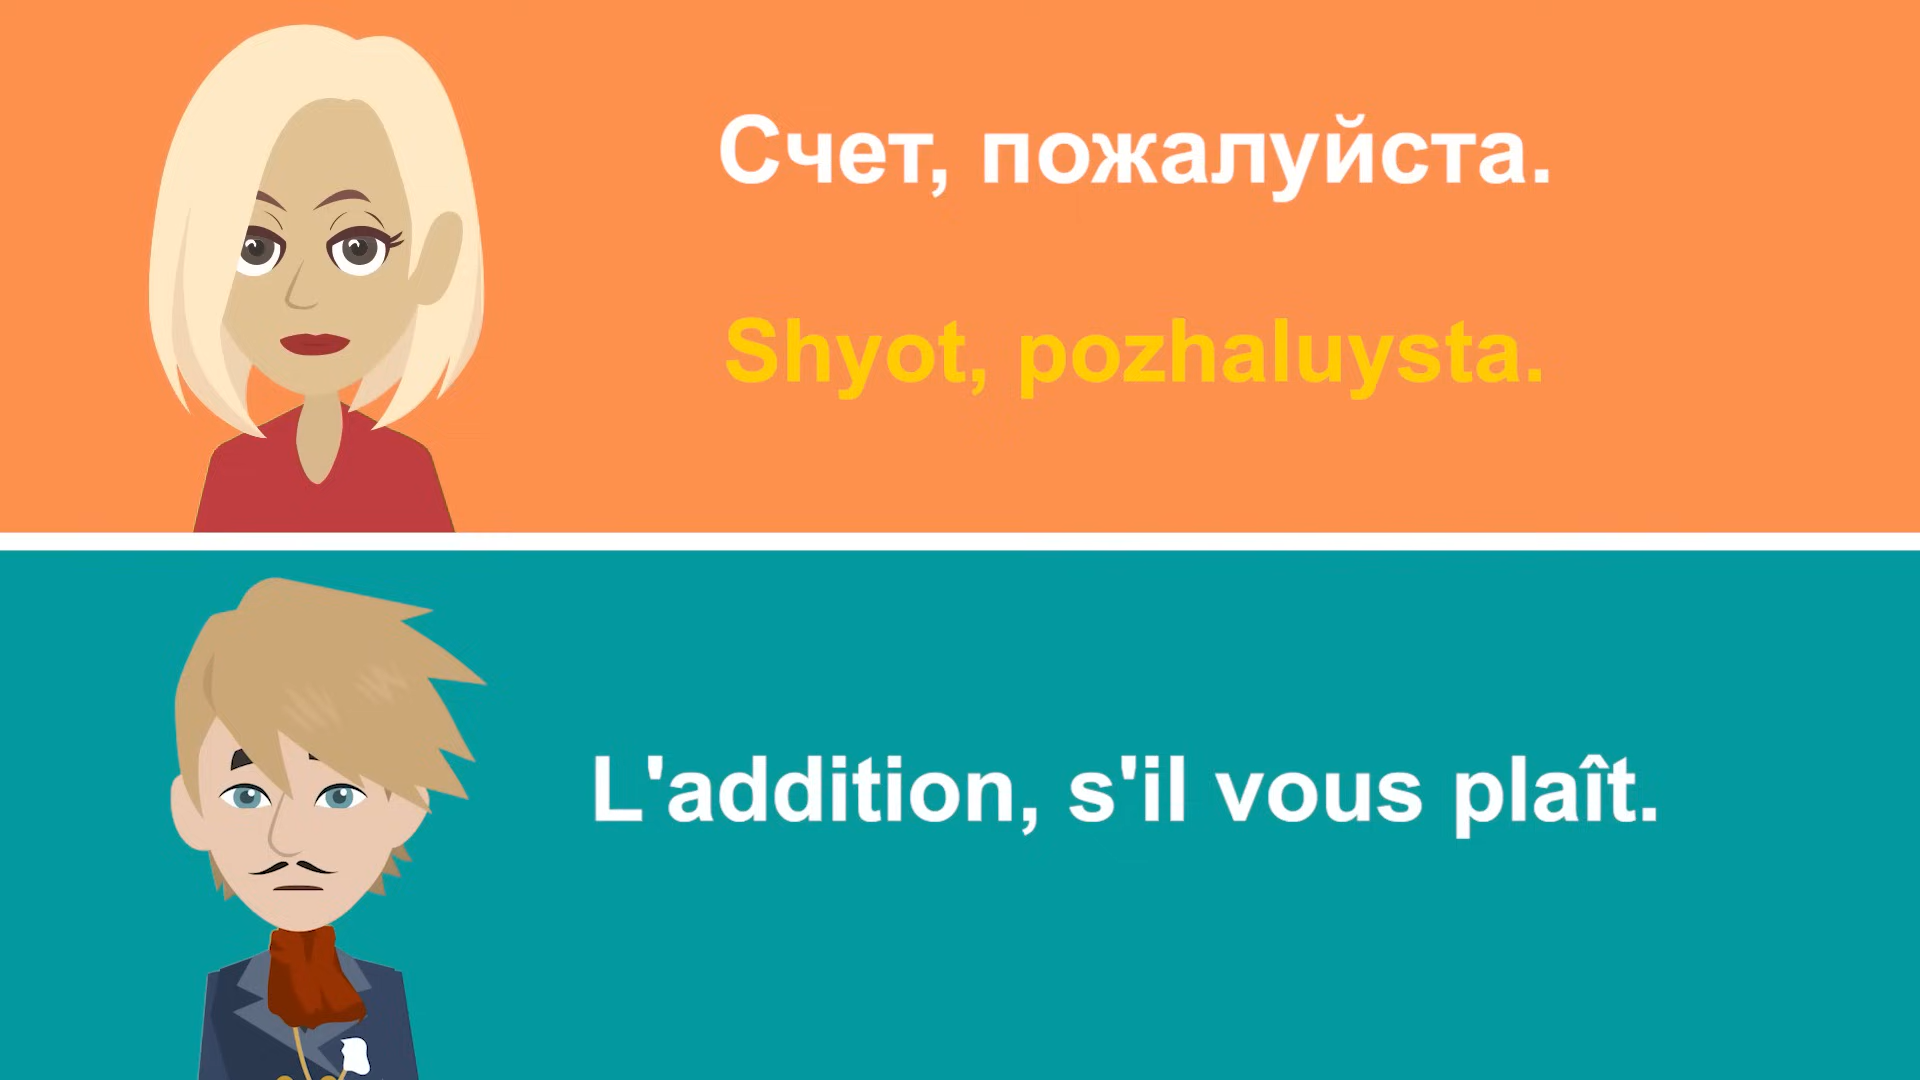 Счет, пожалуйста.
Shyot, pozhaluysta.
L'addition, s'il vous plaît.